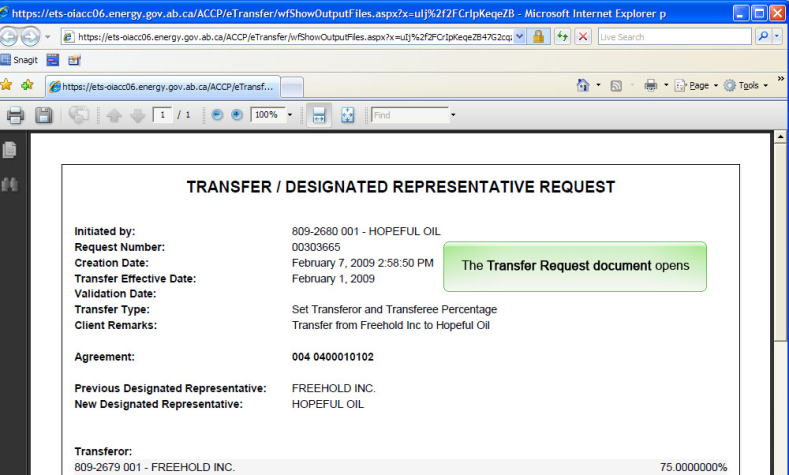 https://ets-oiacc06.energy.gov.ab.ca/ACCP/eTransfer/wfShowOutputFiles.aspx?x=uIj%2f2FCrIpKeqeZB - Microsoft Internet Explorer p
https://ets-oiacc06.energy.gov.ab.ca/ACCP/eTransfer/wfShowOutputFiles.aspx?x=uIj%2f2FCrIpKeqeZB47G2cq;
Live Search
Snagit
https://ets-oiacc06.energy.gov.ab.ca/ACCP/eTransf...
Page
Tools
»
1 / 1
100%
Find
TRANSFER / DESIGNATED REPRESENTATIVE REQUEST
Initiated by: 809-2680 001 - HOPEFUL OIL
Request Number: 00303665
Creation Date: February 7, 2009 2:58:50 PM
The Transfer Request document opens
Transfer Effective Date: February 1, 2009
Validation Date:
Transfer Type: Set Transferor and Transferee Percentage
Client Remarks: Transfer from Freehold Inc to Hopeful Oil
Agreement: 004 0400010102
Previous Designated Representative: FREEHOLD INC.
New Designated Representative: HOPEFUL OIL
Transferor:
809-2679 001 - FREEHOLD INC. 75.0000000%